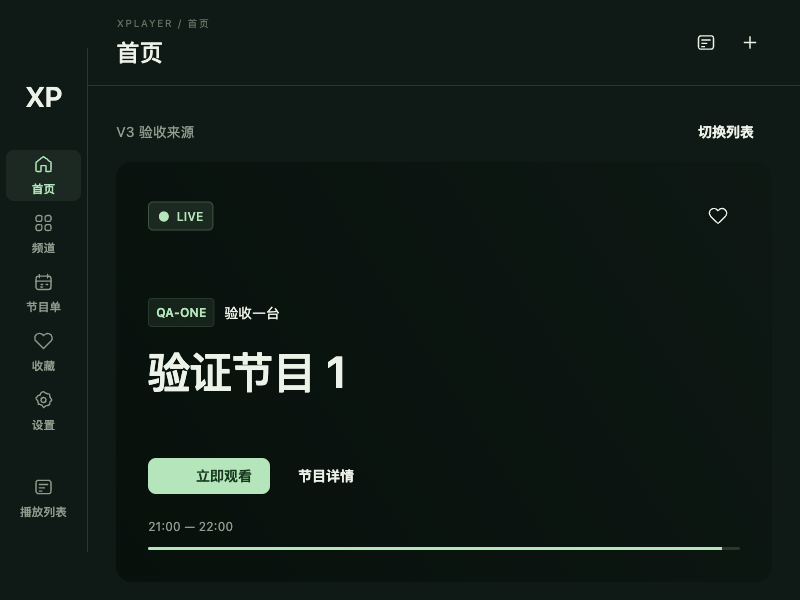 XPLAYER / 首页
首页
XP
首页
频道
节目单
收藏
设置
播放列表
V3 验收来源
切换列表
LIVE
QA-ONE 验收一台
验证节目 1
立即观看 节目详情
21:00 — 22:00